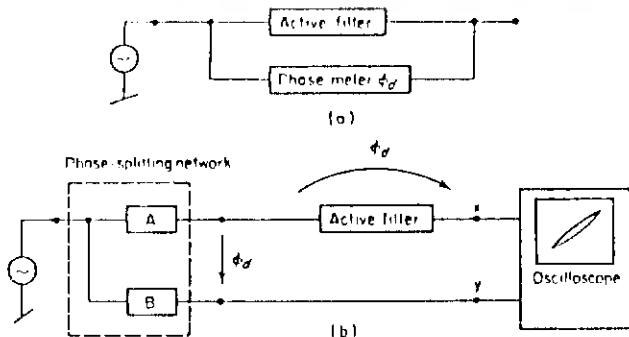 Active filter
Phase meter ϕd
(a)
Phase-splitting network
ϕd
A
Active filter
x
ϕd
Oscilloscope
B
y
(b)